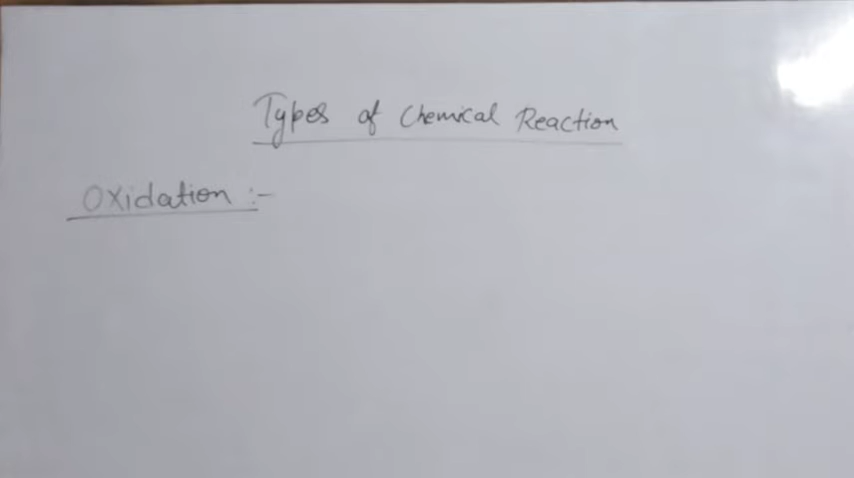 Types of Chemical Reaction
Oxidation :-